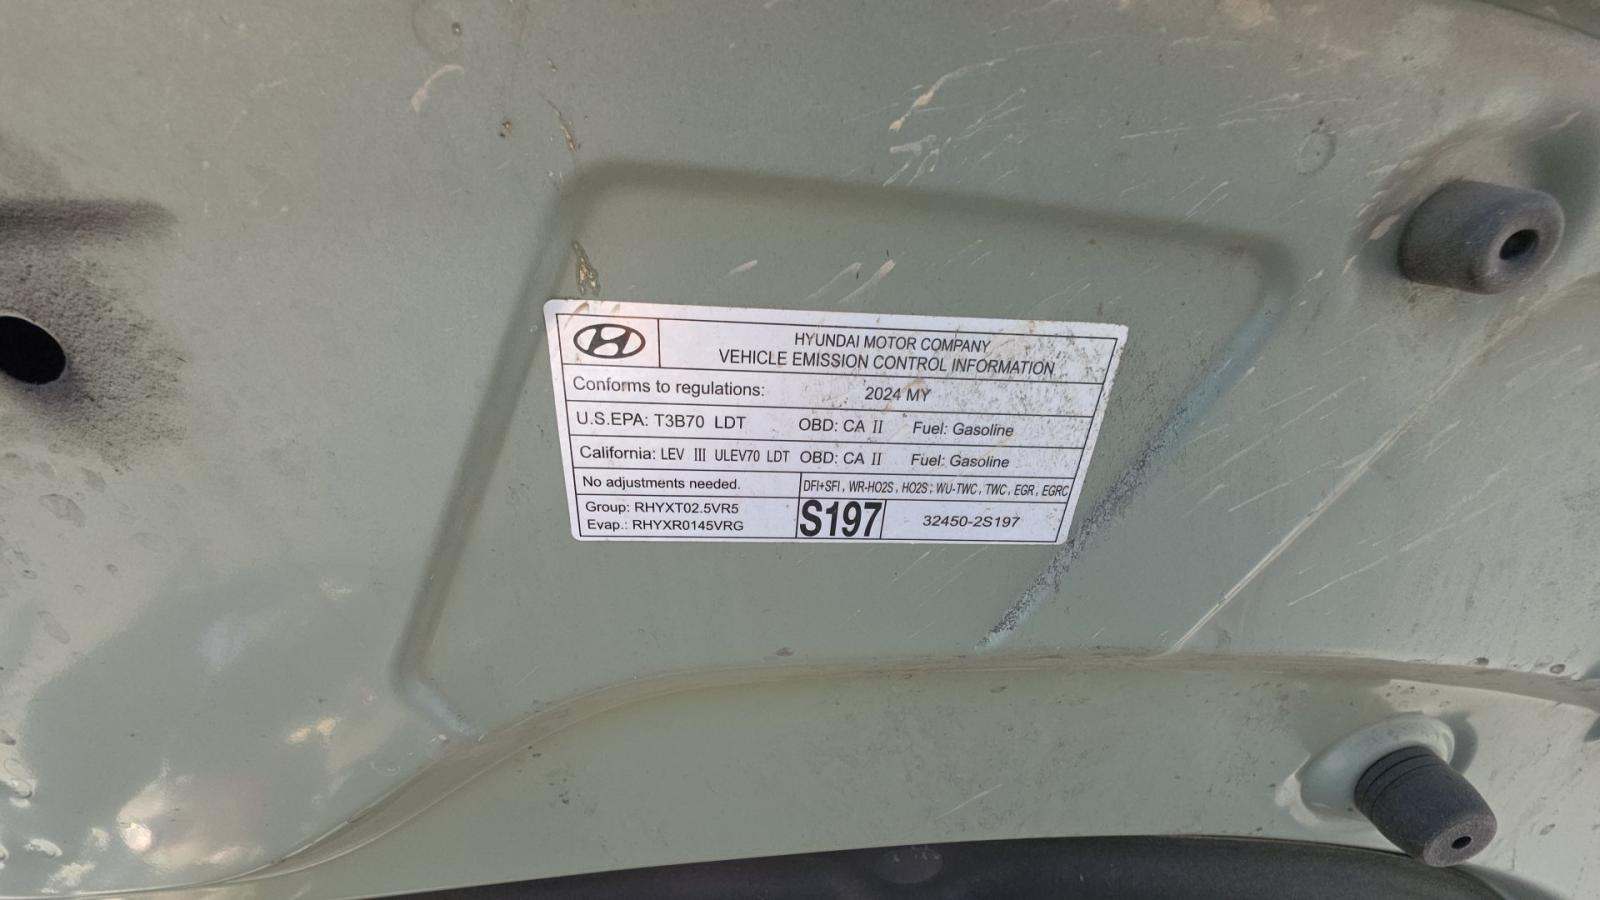 HYUNDAI MOTOR COMPANY
VEHICLE EMISSION CONTROL INFORMATION
Conforms to regulations: 2024 MY
U.S.EPA: T3B70 LDT OBD: CA II Fuel: Gasoline
California: LEV III ULEV70 LDT OBD: CA II Fuel: Gasoline
No adjustments needed. DFI+SFI, WR-HO2S, HO2S, WU-TWC, TWC, EGR, EGRC
Group: RHYXT02.5VR5
Evap.: RHYXR0145VRG
S197 32450-2S197